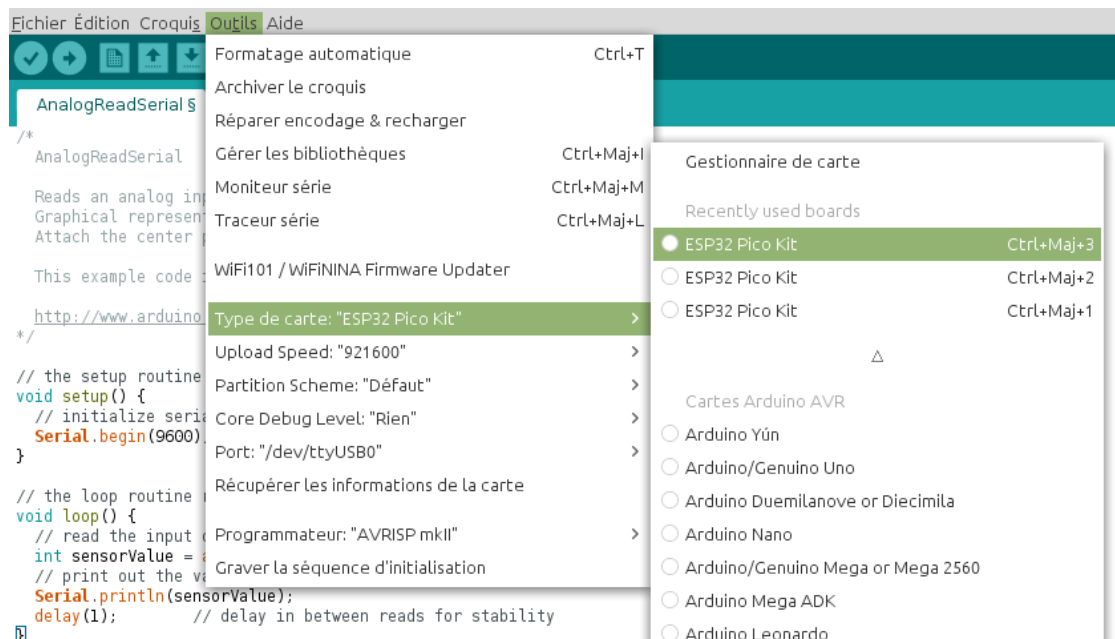 Fichier Édition Croquis Outils Aide
AnalogReadSerial §
/*
AnalogReadSerial
Reads an analog
Graphical
Attach the center
This example code
http://www.arduino
*/
// the setup routine
void setup() {
// initialize
Serial.begin(9600)
}
// the loop routine
void loop() {
// read the input
int sensorValue =
// print out the
Serial.println(sensorValue);
delay(1); // delay in between reads for stability
}
Formatage automatique Ctrl+T
Archiver le croquis
Réparer encodage & recharger
Gérer les bibliothèques Ctrl+Maj+I
Moniteur série Ctrl+Maj+M
Traceur série Ctrl+Maj+L
WiFi101 / WiFiNINA Firmware Updater
Type de carte: "ESP32 Pico Kit" >
Upload Speed: "921600" >
Partition Scheme: "Défaut" >
Core Debug Level: "Rien" >
Port: "/dev/ttyUSB0" >
Récupérer les informations de la carte
Programmateur: "AVRISP mkII" >
Graver la séquence d'initialisation
Gestionnaire de carte
Recently used boards
ESP32 Pico Kit Ctrl+Maj+3
ESP32 Pico Kit Ctrl+Maj+2
ESP32 Pico Kit Ctrl+Maj+1
△
Cartes Arduino AVR
Arduino Yún
Arduino/Genuino Uno
Arduino Duemilanove or Diecimila
Arduino Nano
Arduino/Genuino Mega or Mega 2560
Arduino Mega ADK
Arduino Leonardo